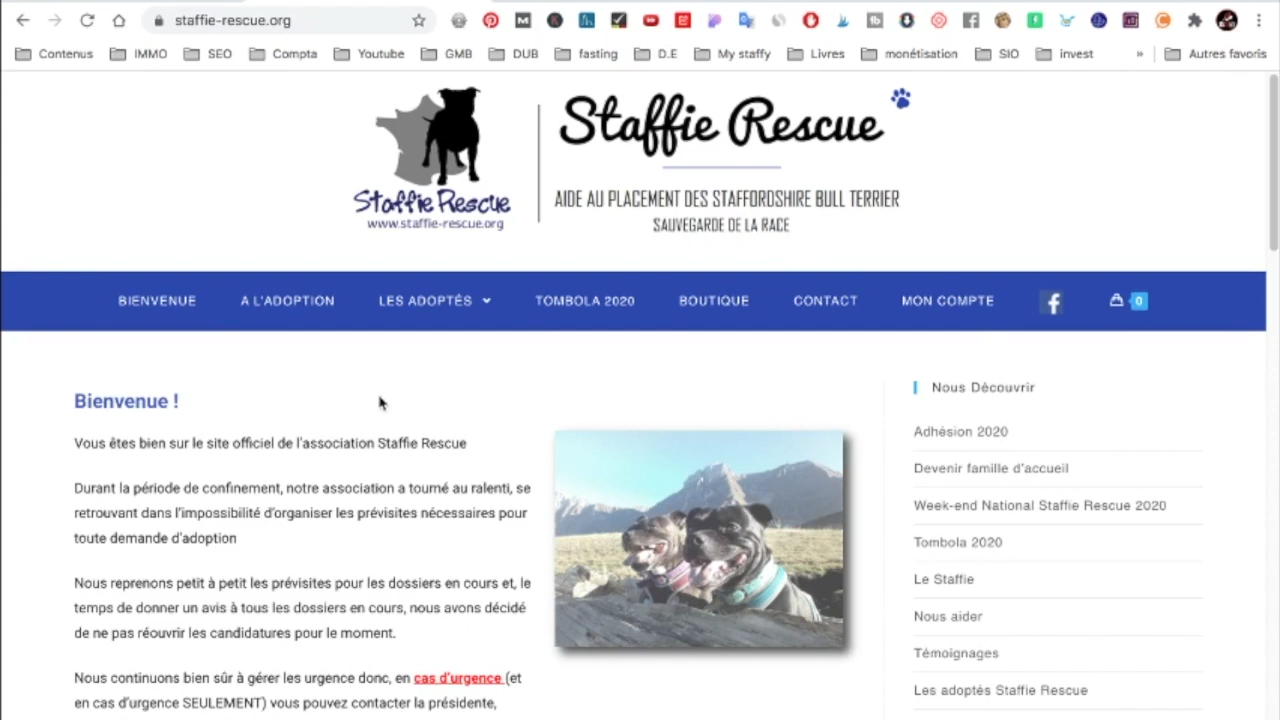 staffie-rescue.org
Contenus IMMO SEO Compta Youtube GMB DUB fasting D.E My staffy Livres monétisation SIO invest » Autres favoris
Staffie Rescue
www.staffie-rescue.org
Staffie Rescue
AIDE AU PLACEMENT DES STAFFORDSHIRE BULL TERRIER
SAUVEGARDE DE LA RACE
BIENVENUE A L'ADOPTION LES ADOPTÉS TOMBOLA 2020 BOUTIQUE CONTACT MON COMPTE 0
Bienvenue !
Vous êtes bien sur le site officiel de l'association Staffie Rescue
Durant la période de confinement, notre association a tourné au ralenti, se
retrouvant dans l'impossibilité d'organiser les prévisites nécessaires pour
toute demande d'adoption
Nous reprenons petit à petit les prévisites pour les dossiers en cours et, le
temps de donner un avis à tous les dossiers en cours, nous avons décidé
de ne pas réouvrir les candidatures pour le moment.
Nous continuons bien sûr à gérer les urgence donc, en cas d'urgence (et
en cas d'urgence SEULEMENT) vous pouvez contacter la présidente,
Nous Découvrir
Adhésion 2020
Devenir famille d'accueil
Week-end National Staffie Rescue 2020
Tombola 2020
Le Staffie
Nous aider
Témoignages
Les adoptés Staffie Rescue